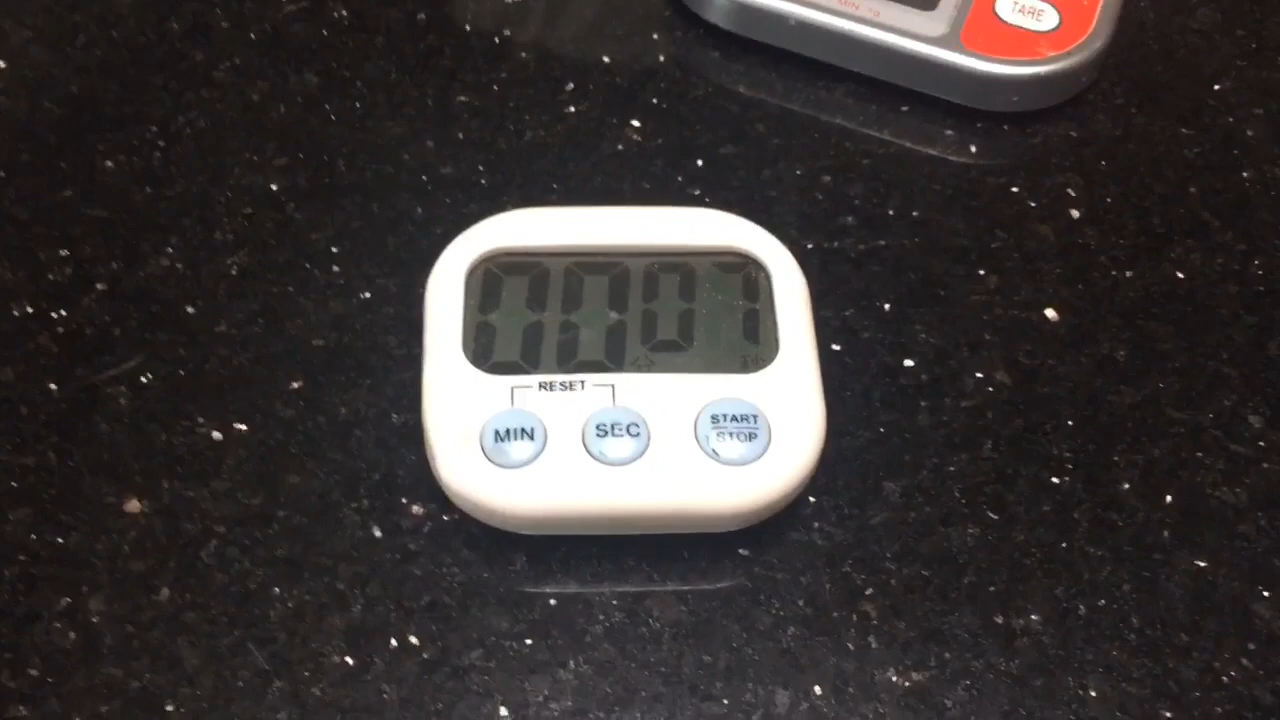 TARE
00 01
分 秒
RESET
MIN
SEC
START
STOP